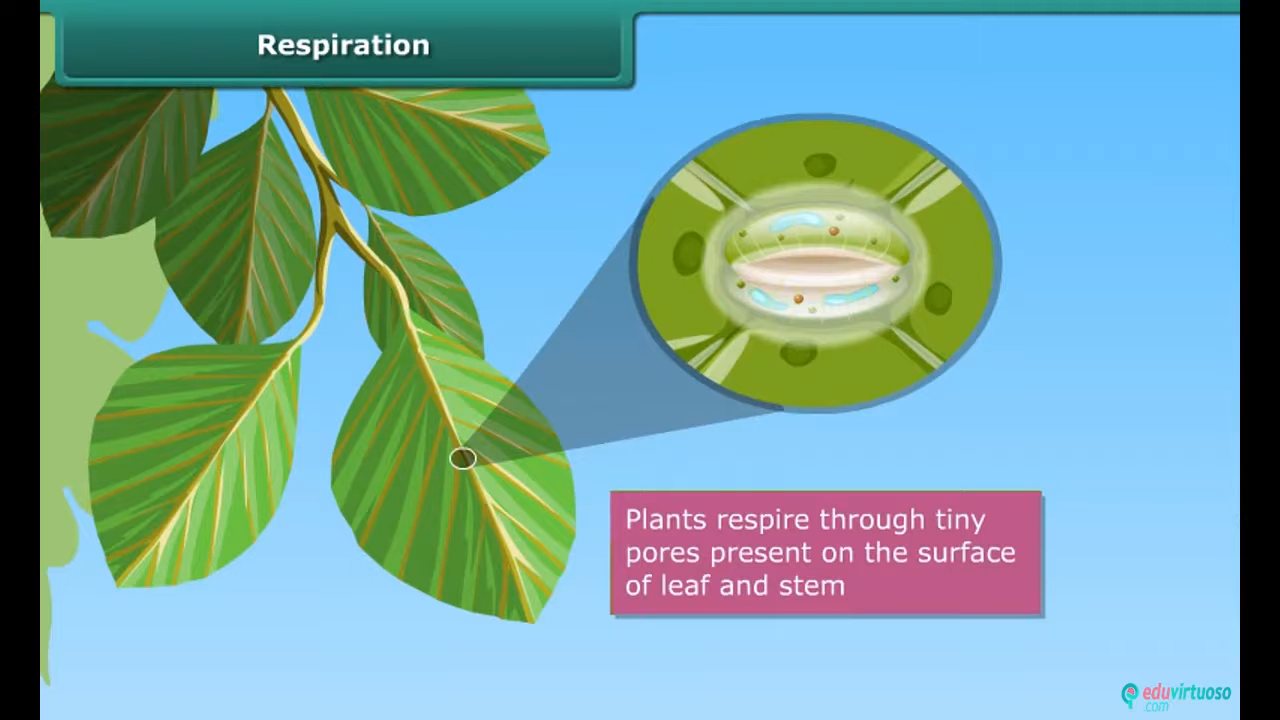 Respiration
Plants respire through tiny
pores present on the surface
of leaf and stem
eduvirtuoso
.com